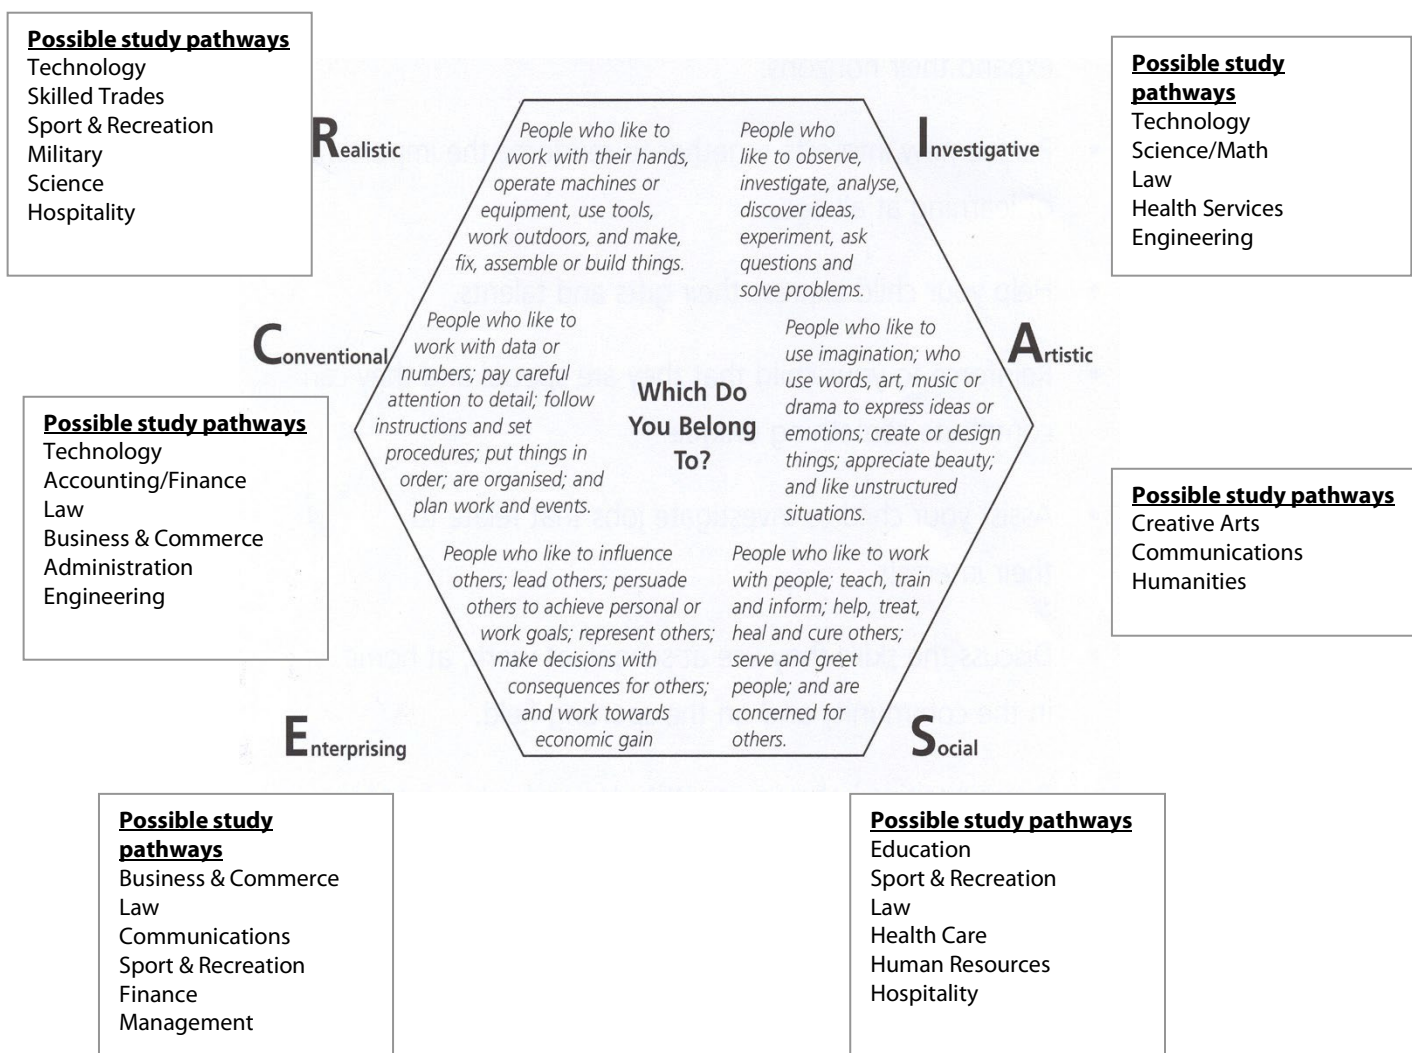 Possible study pathways
Technology
Skilled Trades
Sport & Recreation
Military
Science
Hospitality
Realistic
People who like to
work with their hands,
operate machines or
equipment, use tools,
work outdoors, and make,
fix, assemble or build things.
People who
like to observe,
investigate, analyse,
discover ideas,
experiment, ask
questions and
solve problems.
Investigative
Possible study
pathways
Technology
Science/Math
Law
Health Services
Engineering
Conventional
People who like to
work with data or
numbers; pay careful
attention to detail; follow
instructions and set
procedures; put things in
order; are organised; and
plan work and events.
Which Do
You Belong
To?
People who like to
use imagination; who
use words, art, music or
drama to express ideas or
emotions; create or design
things; appreciate beauty;
and like unstructured
situations.
Artistic
Possible study pathways
Technology
Accounting/Finance
Law
Business & Commerce
Administration
Engineering
Possible study pathways
Creative Arts
Communications
Humanities
People who like to influence
others; lead others; persuade
others to achieve personal or
work goals; represent others;
make decisions with
consequences for others;
and work towards
economic gain
Enterprising
People who like to work
with people; teach, train
and inform; help, treat,
heal and cure others;
serve and greet
people; and are
concerned for
others.
Social
Possible study
pathways
Business & Commerce
Law
Communications
Sport & Recreation
Finance
Management
Possible study pathways
Education
Sport & Recreation
Law
Health Care
Human Resources
Hospitality